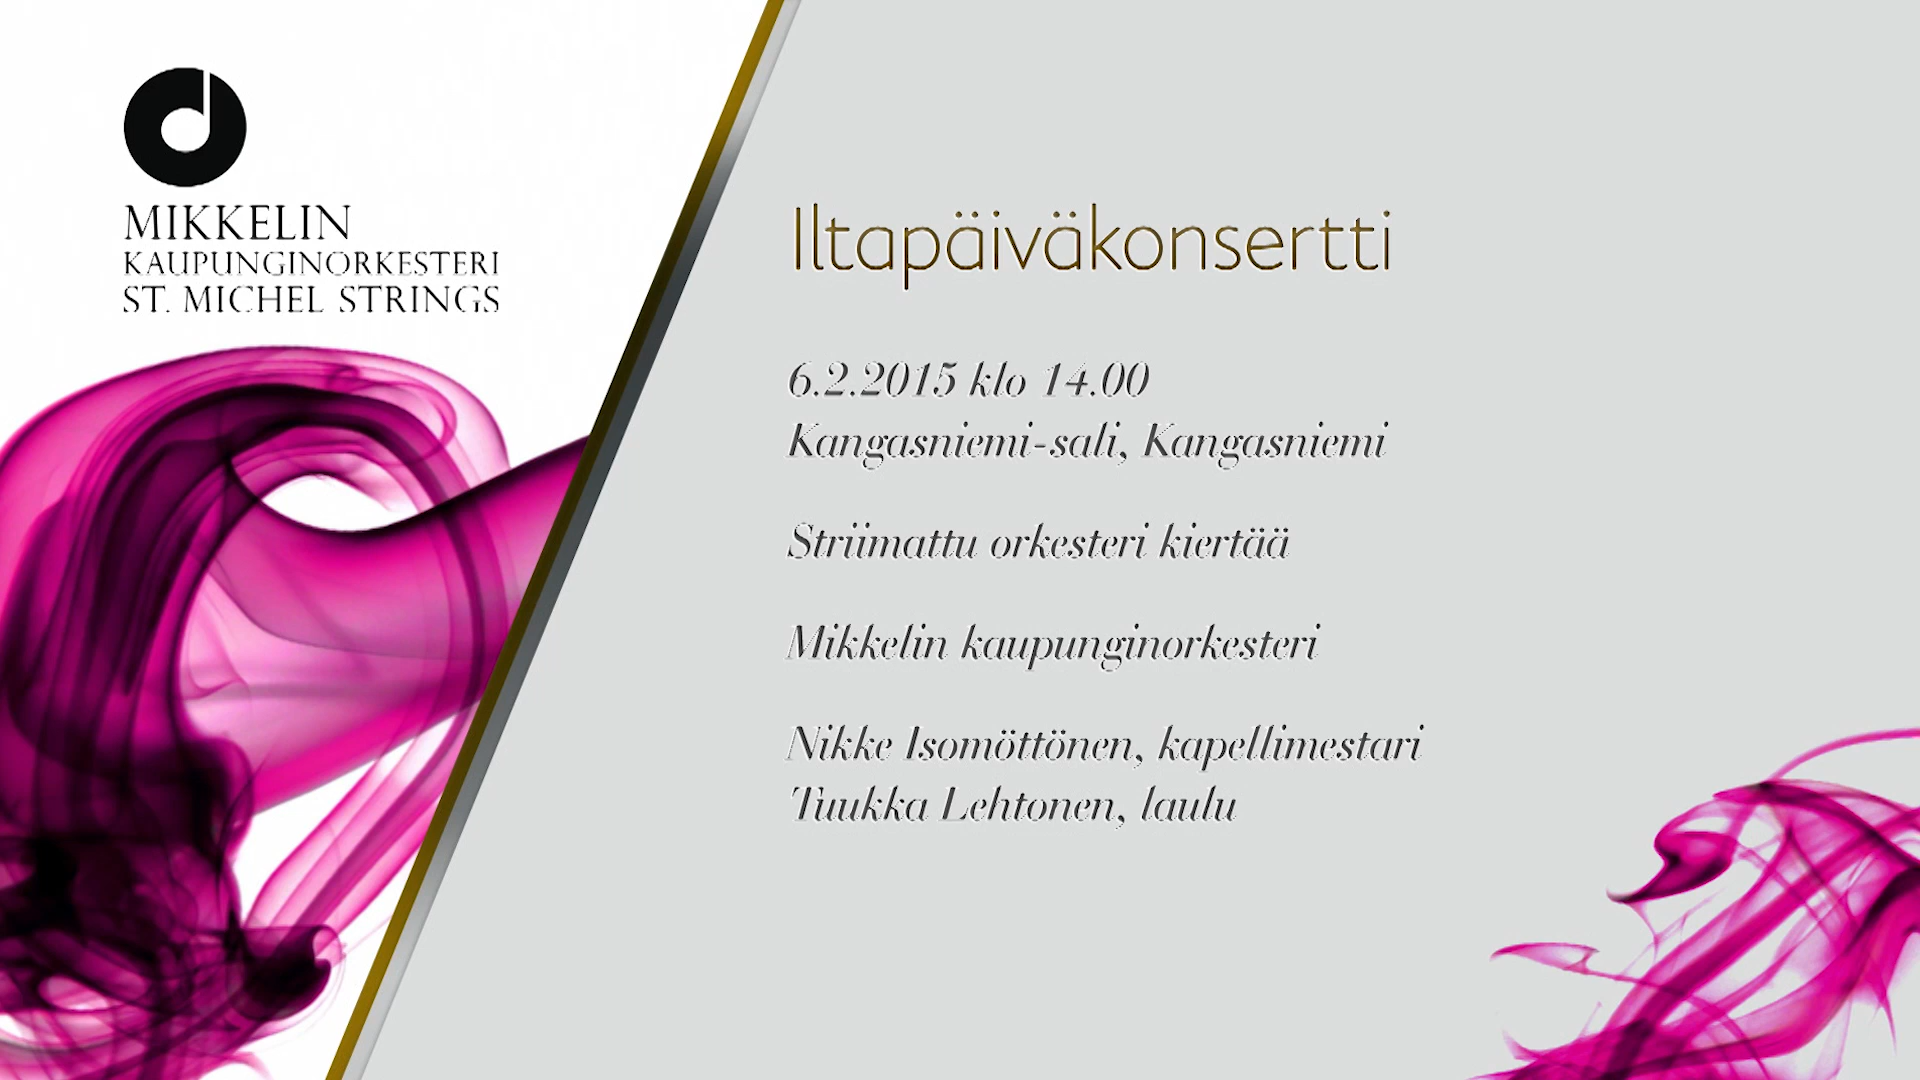 MIKKELIN
KAUPUNGINORKESTERI
ST. MICHEL STRINGS
Iltapäiväkonsertti
6.2.2015 klo 14.00
Kangasniemi-sali, Kangasniemi
Striimattu orkesteri kiertää
Mikkelin kaupunginorkesteri
Nikke Isomöttönen, kapellimestari
Tuukka Lehtonen, laulu